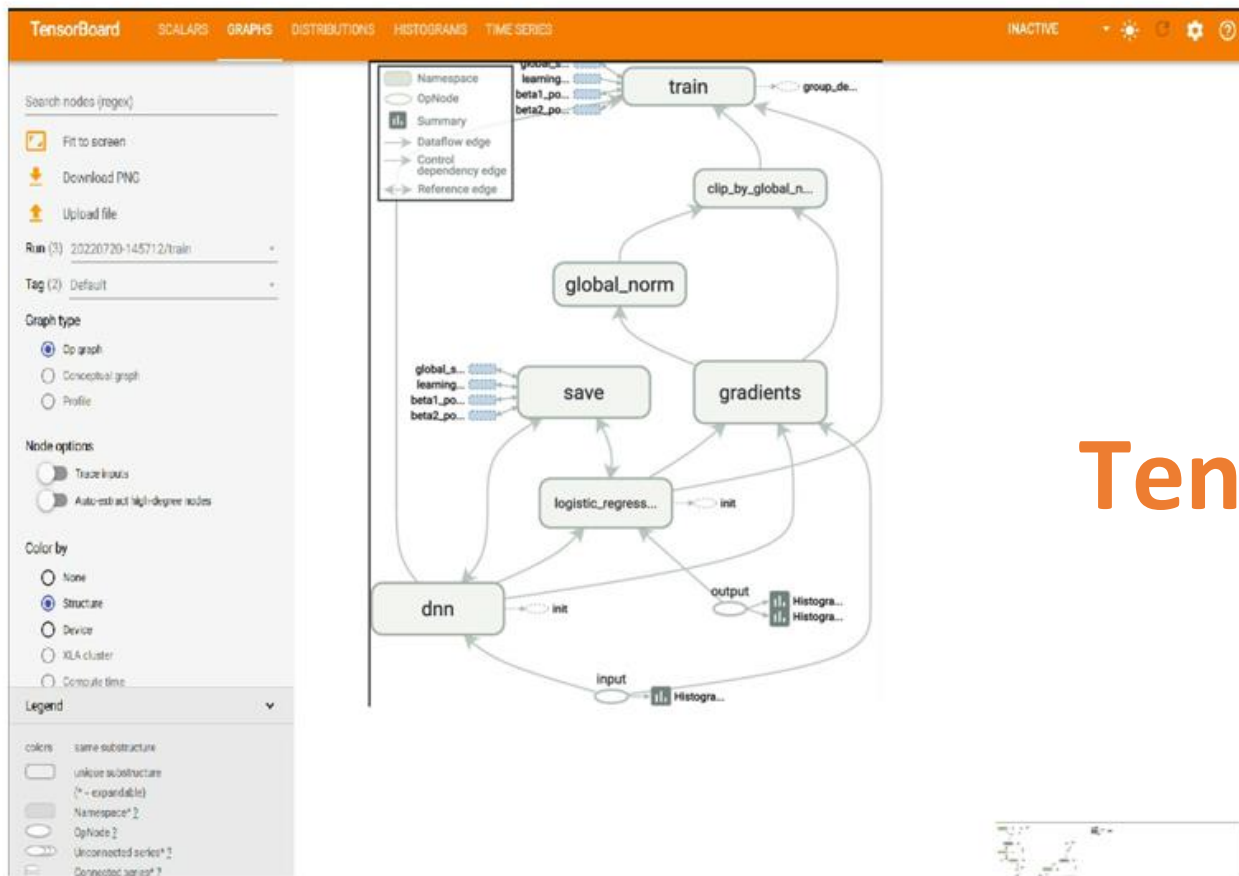 TensorBoard SCALARS GRAPHS DISTRIBUTIONS HISTOGRAMS TIME SERIES INACTIVE
Search nodes (regex)
Fit to screen
Download PNG
Upload file
Run (3) 20220720-145712/train
Tag (2) Default
Graph type
Op graph
Conceptual graph
Profile
Node options
Trace inputs
Auto-extract high-degree nodes
Color by
None
Structure
Device
XLA cluster
Compute time
Legend
colors same substructure
unique substructure
(* = expandable)
Namespace* ?
OpNode ?
Unconnected series* ?
Connected series* ?
Namespace
OpNode
Summary
Dataflow edge
Control
dependency edge
Reference edge
global_s...
learning...
beta1_po...
beta2_po...
train
group_de...
clip_by_global_n...
global_norm
global_s...
learning...
beta1_po...
beta2_po...
save
gradients
logistic_regress...
init
dnn
init
output
Histogra...
Histogra...
input
Histogra...
Ten